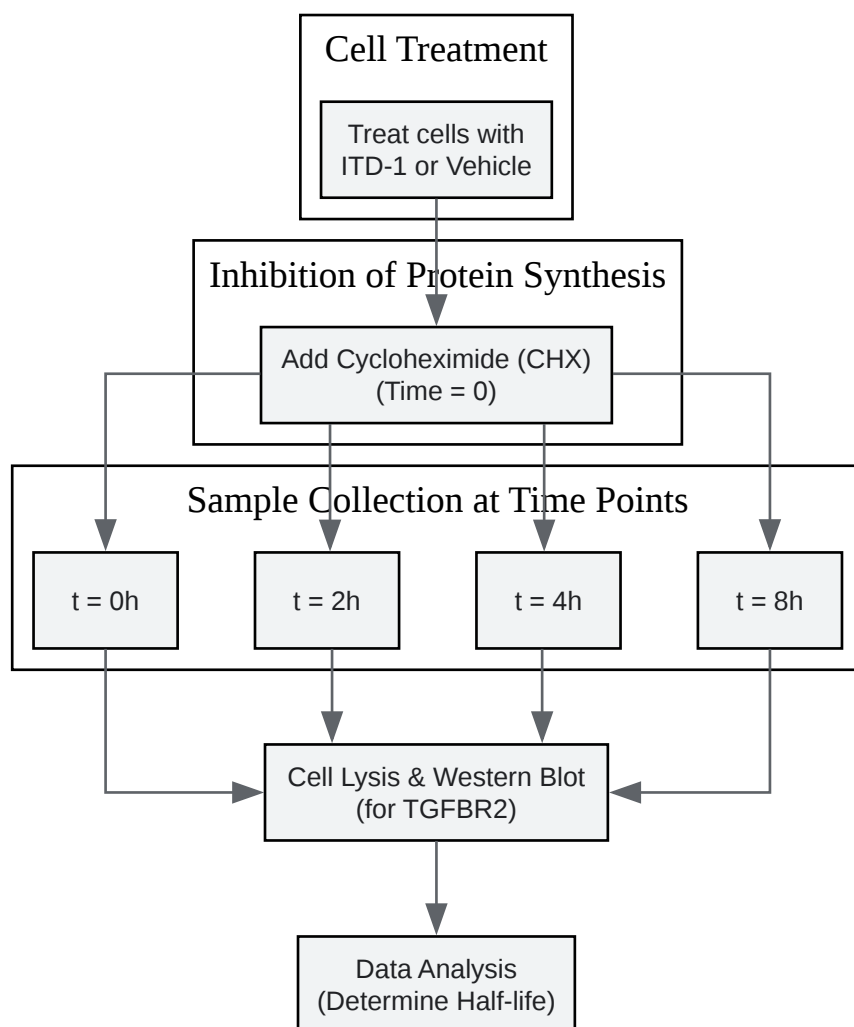 Cell Treatment
Treat cells with
ITD-1 or Vehicle
Inhibition of Protein Synthesis
Add Cycloheximide (CHX)
(Time = 0)
Sample Collection at Time Points
t = 0h
t = 2h
t = 4h
t = 8h
Cell Lysis & Western Blot
(for TGFBR2)
Data Analysis
(Determine Half-life)